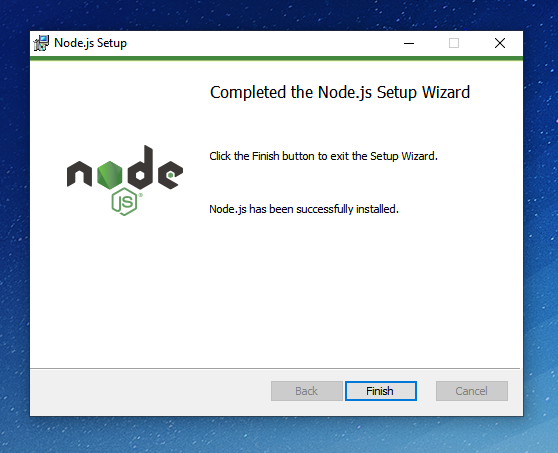 Node.js Setup
Completed the Node.js Setup Wizard
Click the Finish button to exit the Setup Wizard.
node
JS
®
Node.js has been successfully installed.
Back
Finish
Cancel